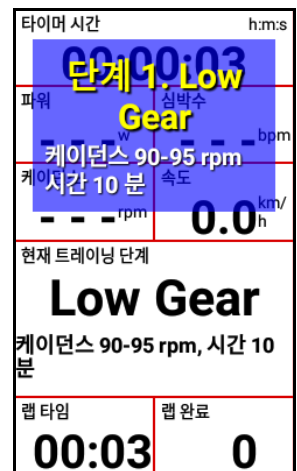 타이머 시간 h:m:s
00:00:03
단계 1. Low
Gear
파워 심박수
- - - w - - - bpm
케이던스 90-95 rpm
시간 10 분
속도
- - - rpm 0.0 km/h
현재 트레이닝 단계
Low Gear
케이던스 90-95 rpm, 시간 10
분
랩 타임 랩 완료
00:03 0